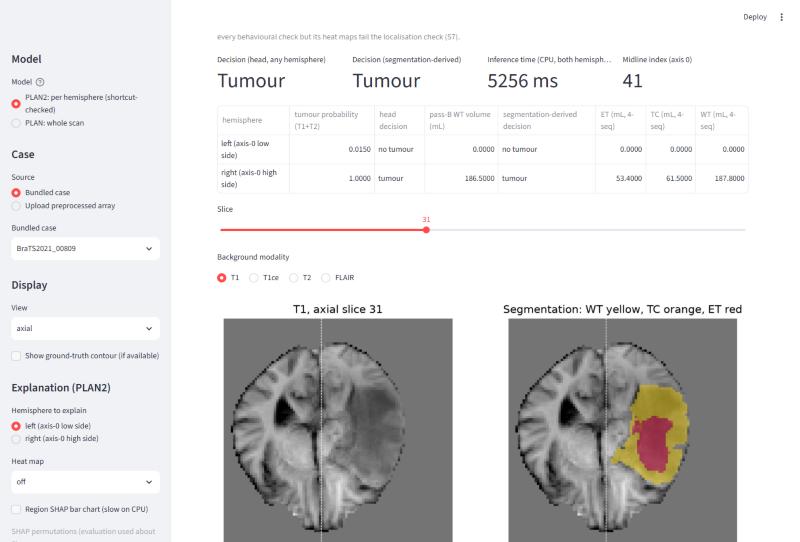 Deploy
every behavioural check but its heat maps fail the localisation check (S7).
Model
Model
PLAN2: per hemisphere (shortcut-
checked)
PLAN: whole scan
Case
Source
Bundled case
Upload preprocessed array
Bundled case
BraTS2021_00809
Display
View
axial
Show ground-truth contour (if available)
Explanation (PLAN2)
Hemisphere to explain
left (axis-0 low side)
right (axis-0 high side)
Heat map
off
Region SHAP bar chart (slow on CPU)
SHAP permutations (evaluation used about
Decision (head, any hemisphere)
Tumour
Decision (segmentation-derived)
Tumour
Inference time (CPU, both hemisph...
5256 ms
Midline index (axis 0)
41
hemisphere
tumour probability
(T1+T2)
head
decision
pass-B WT volume
(mL)
segmentation-derived
decision
ET (mL, 4-
seq)
TC (mL, 4-
seq)
WT (mL, 4-
seq)
left (axis-0 low
side)
0.0150
no tumour
0.0000
no tumour
0.0000
0.0000
0.0000
right (axis-0 high
side)
1.0000
tumour
186.5000
tumour
53.4000
61.5000
187.8000
Slice
31
Background modality
T1
T1ce
T2
FLAIR
T1, axial slice 31
Segmentation: WT yellow, TC orange, ET red